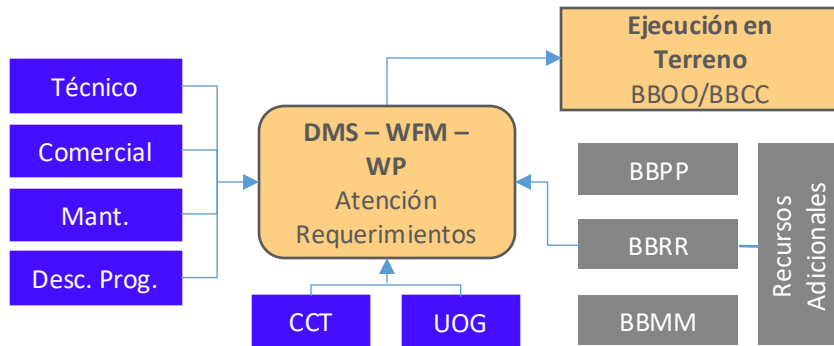 Técnico
Comercial
Mant.
Desc. Prog.
DMS – WFM –
WP
Atención
Requerimientos
CCT
UOG
Ejecución en
Terreno
BBOO/BBCC
BBPP
BBRR
BBMM
Recursos
Adicionales